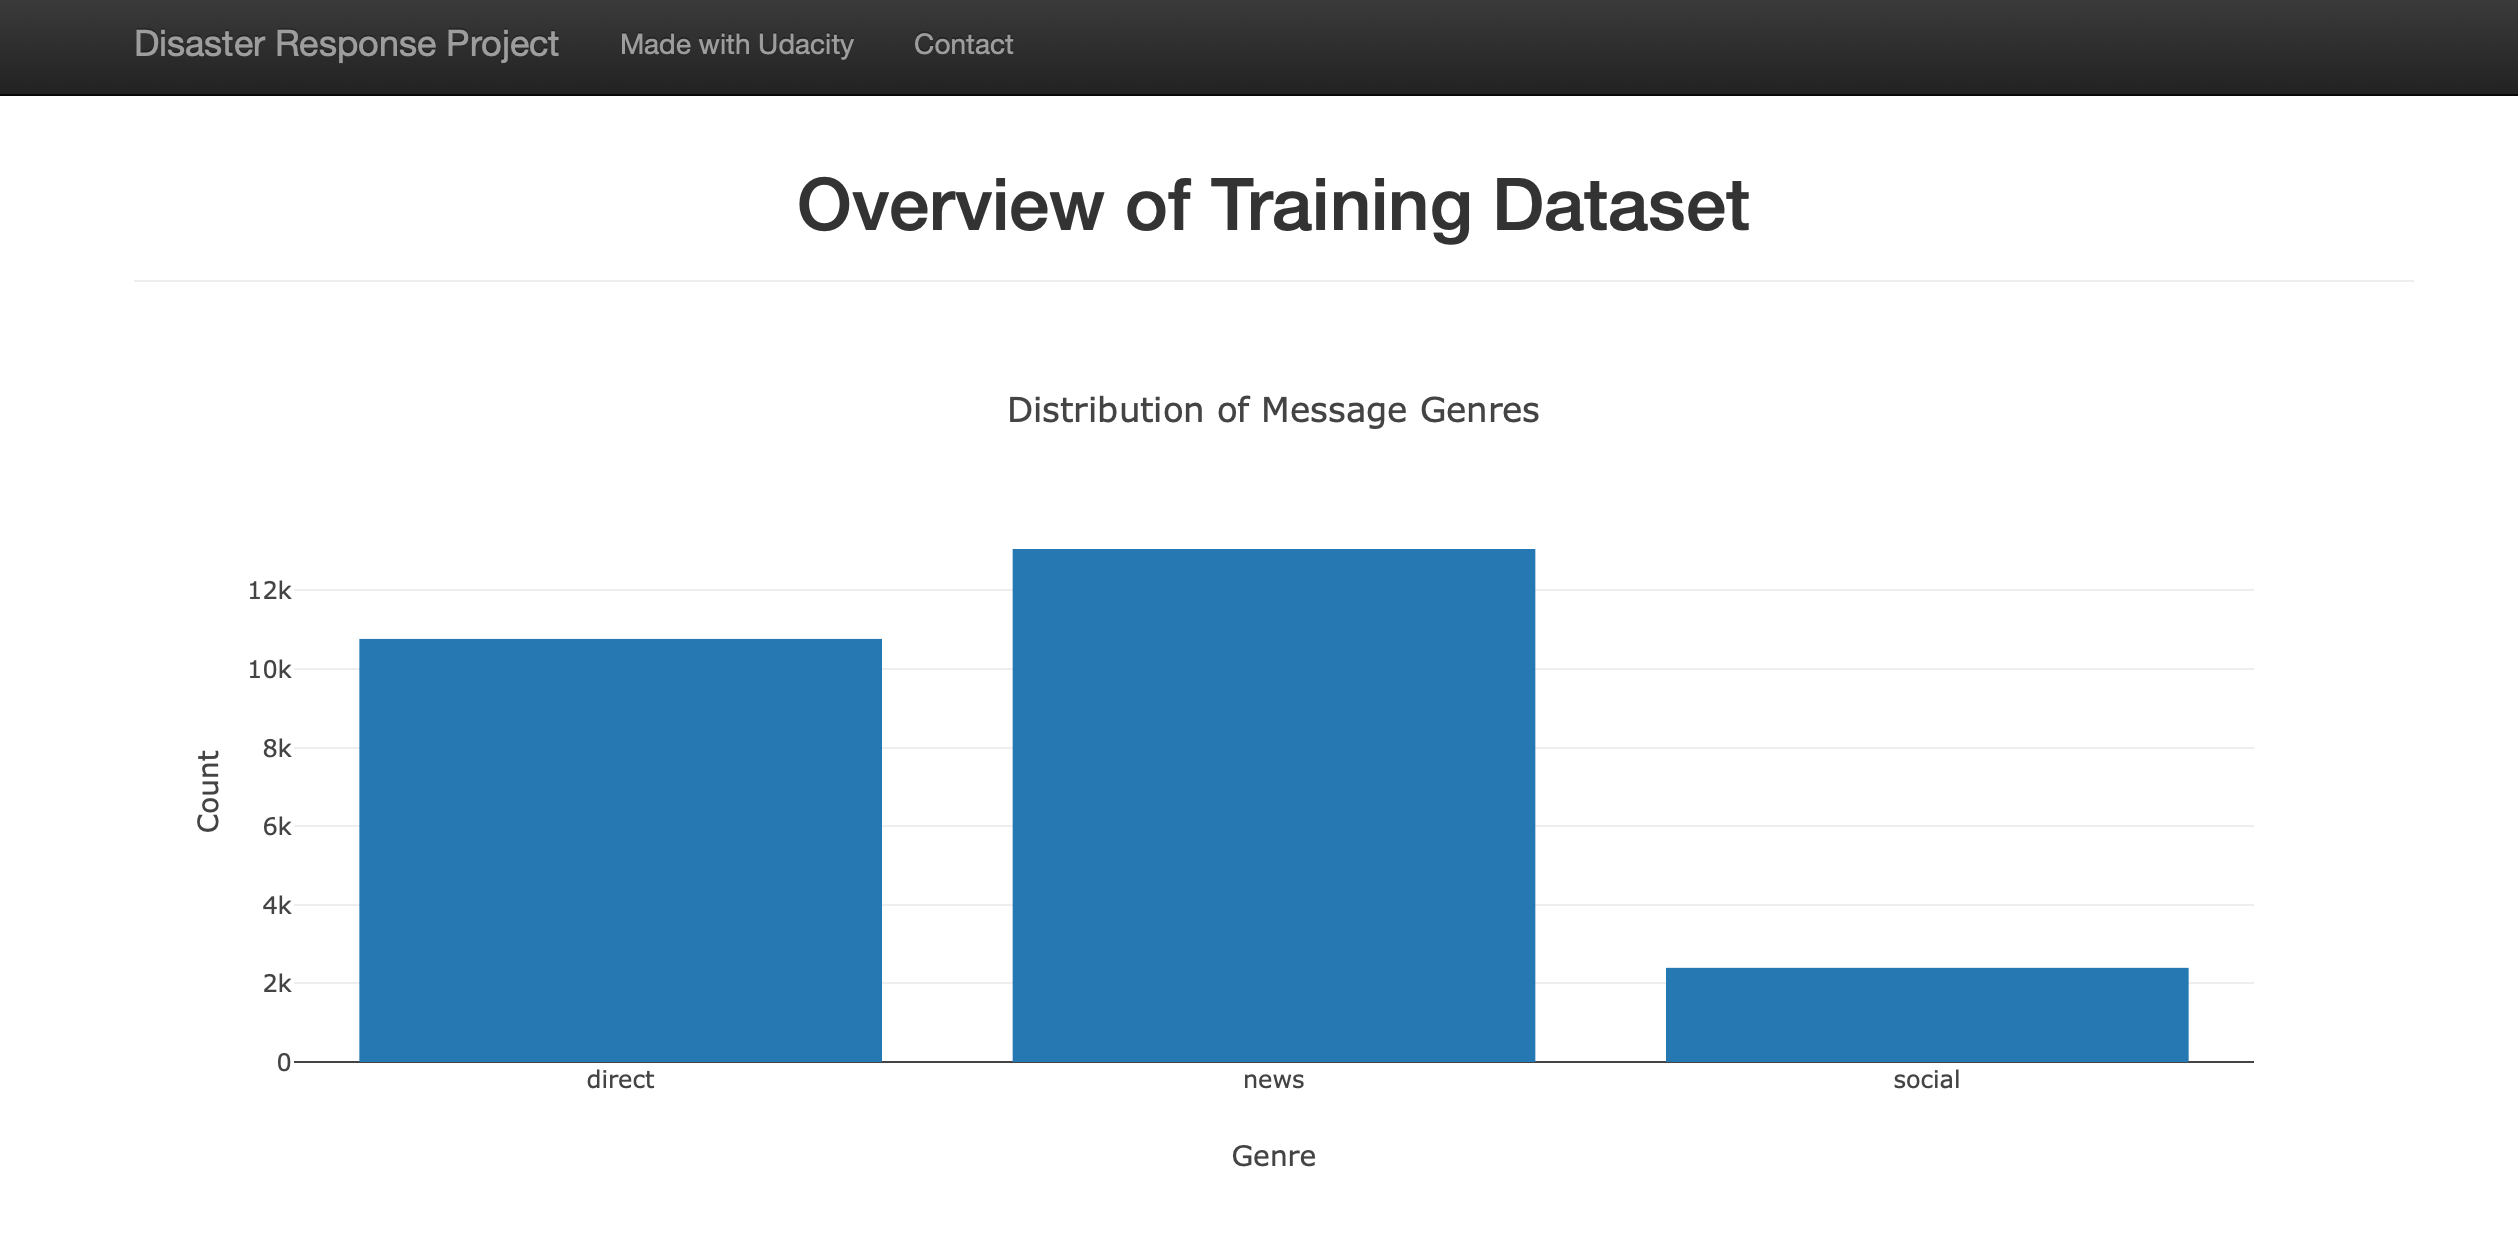 Disaster Response Project Made with Udacity Contact
Overview of Training Dataset
Distribution of Message Genres
12k
10k
8k
6k
4k
2k
0
Count
direct news social
Genre